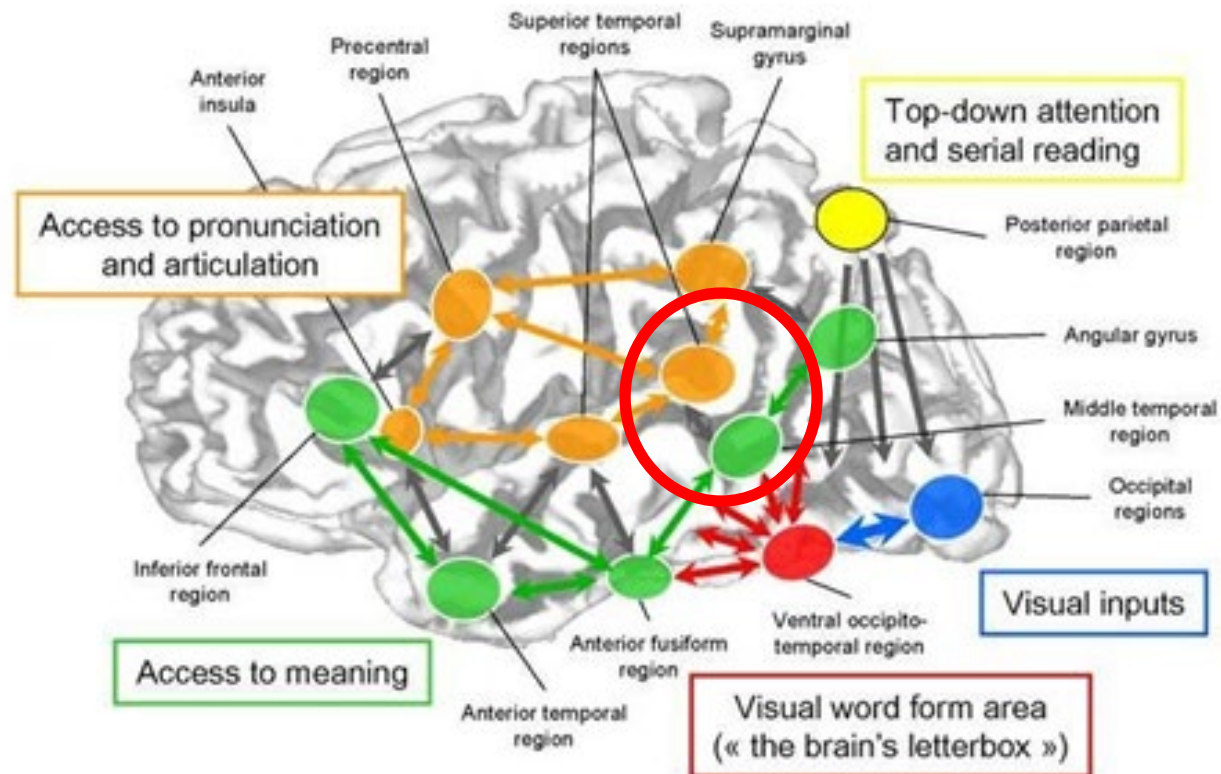 Superior temporal
regions
Supramarginal
gyrus
Precentral
region
Anterior
insula
Top-down attention
and serial reading
Access to pronunciation
and articulation
Posterior parietal
region
Angular gyrus
Middle temporal
region
Occipital
regions
Inferior frontal
region
Visual inputs
Ventral occipito-
temporal region
Anterior fusiform
region
Access to meaning
Anterior temporal
region
Visual word form area
(« the brain's letterbox »)